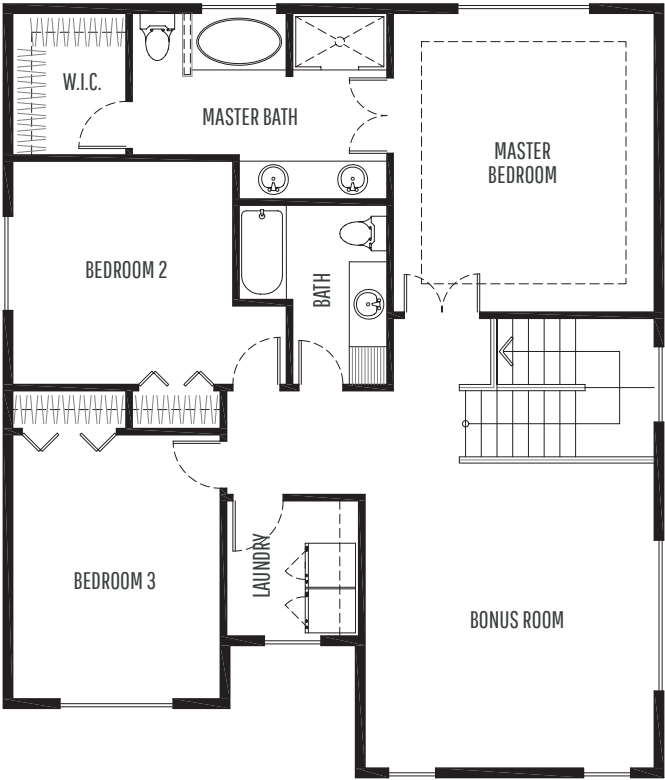 W.I.C.
MASTER BATH
MASTER
BEDROOM
BEDROOM 2
BATH
LAUNDRY
BEDROOM 3
BONUS ROOM